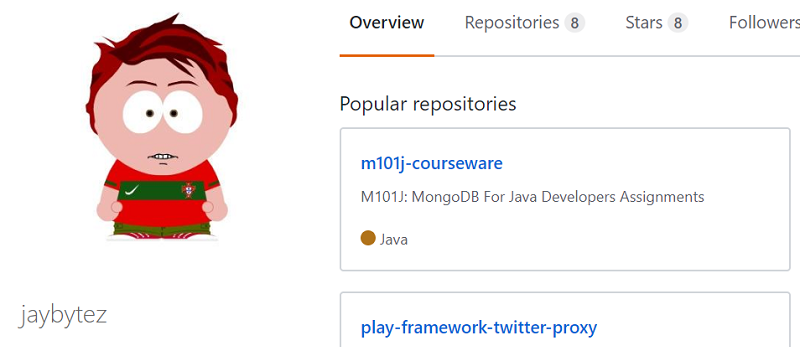 Overview Repositories 8 Stars 8 Followers
Popular repositories
m101j-courseware
M101J: MongoDB For Java Developers Assignments
Java
play-framework-twitter-proxy
jaybytez